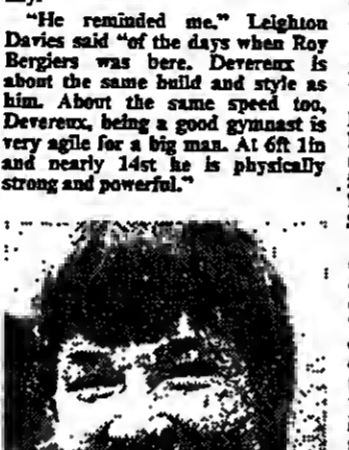 "He reminded me." Leighton
Davies said "of the days when Roy
Bergiers was here. Devereux is
about the same build and style as
him. About the same speed too,
Devereux, being a good gymnast is
very agile for a big man. At 6ft 1in
and nearly 14st he is physically
strong and powerful."